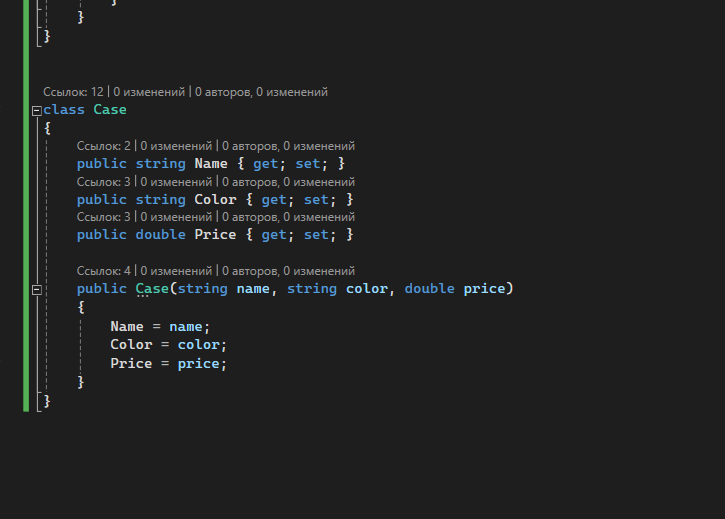 }
}
}
Ссылок: 12 | 0 изменений | 0 авторов, 0 изменений
class Case
{
Ссылок: 2 | 0 изменений | 0 авторов, 0 изменений
public string Name { get; set; }
Ссылок: 3 | 0 изменений | 0 авторов, 0 изменений
public string Color { get; set; }
Ссылок: 3 | 0 изменений | 0 авторов, 0 изменений
public double Price { get; set; }
Ссылок: 4 | 0 изменений | 0 авторов, 0 изменений
public Case(string name, string color, double price)
{
Name = name;
Color = color;
Price = price;
}
}